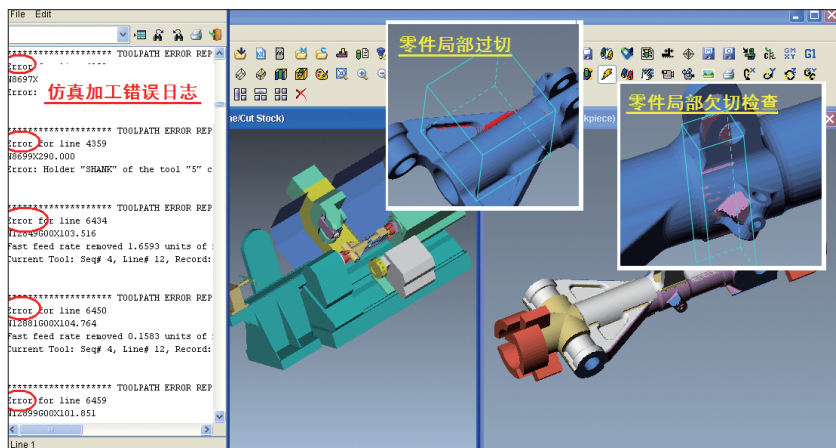 File Edit
******************* TOOLPATH ERROR REP
Error
N8697X
Error:
仿真加工错误日志
******************* TOOLPATH ERROR REP
Error for line 4359
N8699X290.000
Error: Holder "SHANK" of the tool "5" c
******************* TOOLPATH ERROR REP
Error for line 6434
N12849G00X103.516
Fast feed rate removed 1.6593 units of
Current Tool: Seq# 4, Line# 12, Record:
******************* TOOLPATH ERROR REP
Error for line 6450
N12881G00X104.764
Fast feed rate removed 0.1583 units of
Current Tool: Seq# 4, Line# 12, Record:
******************* TOOLPATH ERROR REP
Error for line 6459
N12899G00X101.851
Line 1
ne/Cut Stock)
零件局部过切
kpiece)
零件局部欠切检查
GM
XY
G1